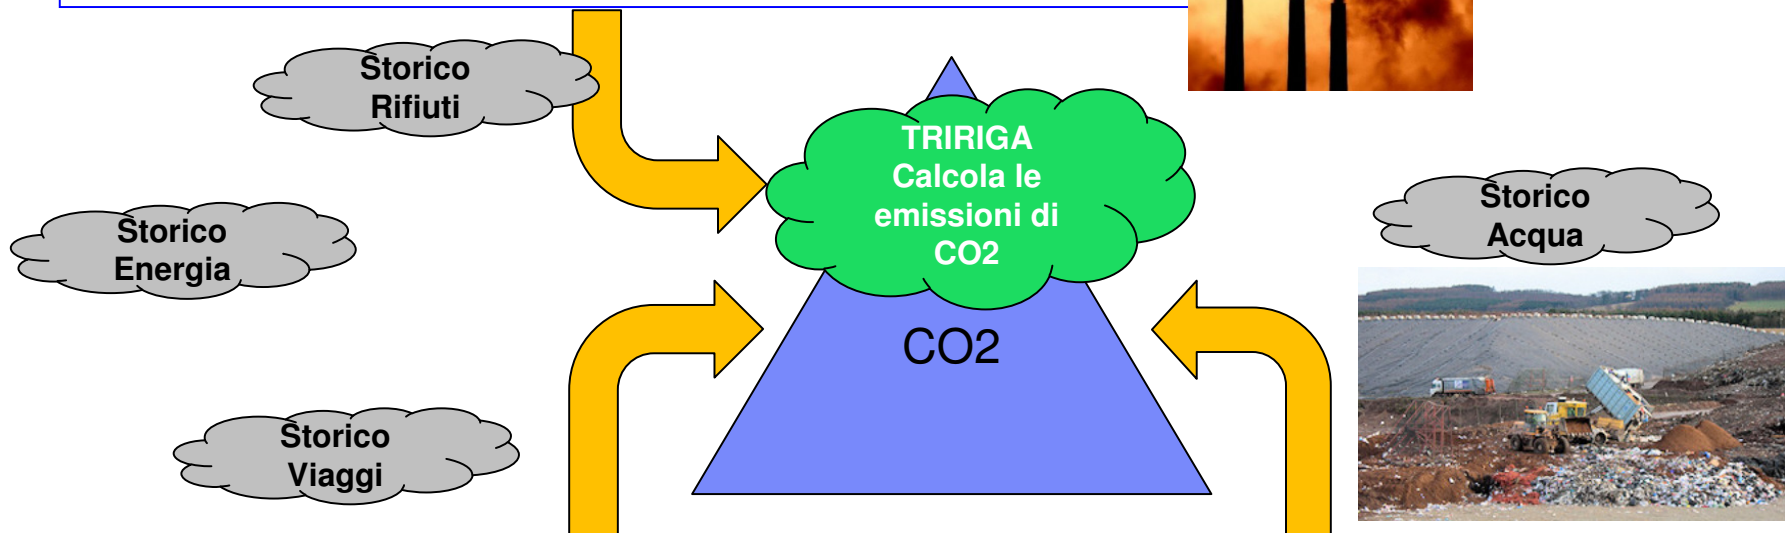 Storico
Rifiuti
TRIRIGA
Calcola le
emissioni di
CO2
Storico
Acqua
Storico
Energia
CO2
Storico
Viaggi